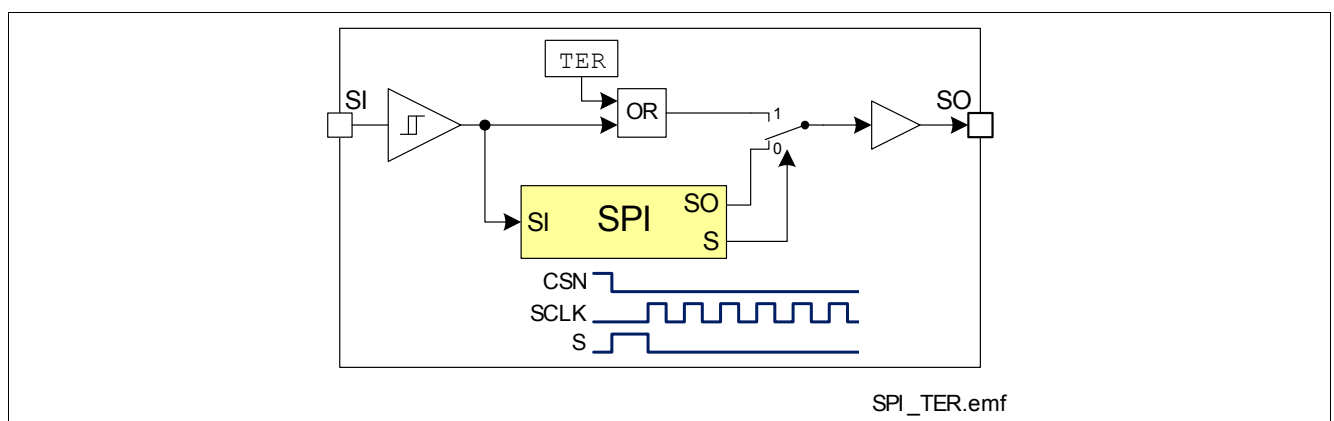 TER
SI
SO
OR
1
0
SI
SPI
SO
S
CSN
SCLK
S
SPI_TER.emf